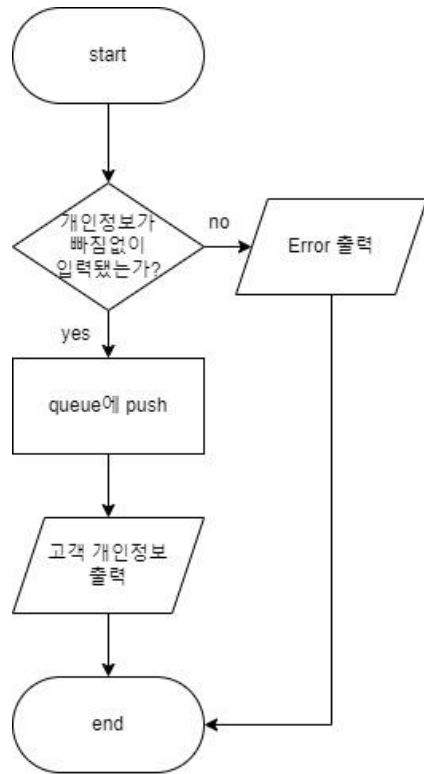 start
개인정보가
빠짐없이
입력됐는가?
no
Error 출력
yes
queue에 push
고객 개인정보
출력
end